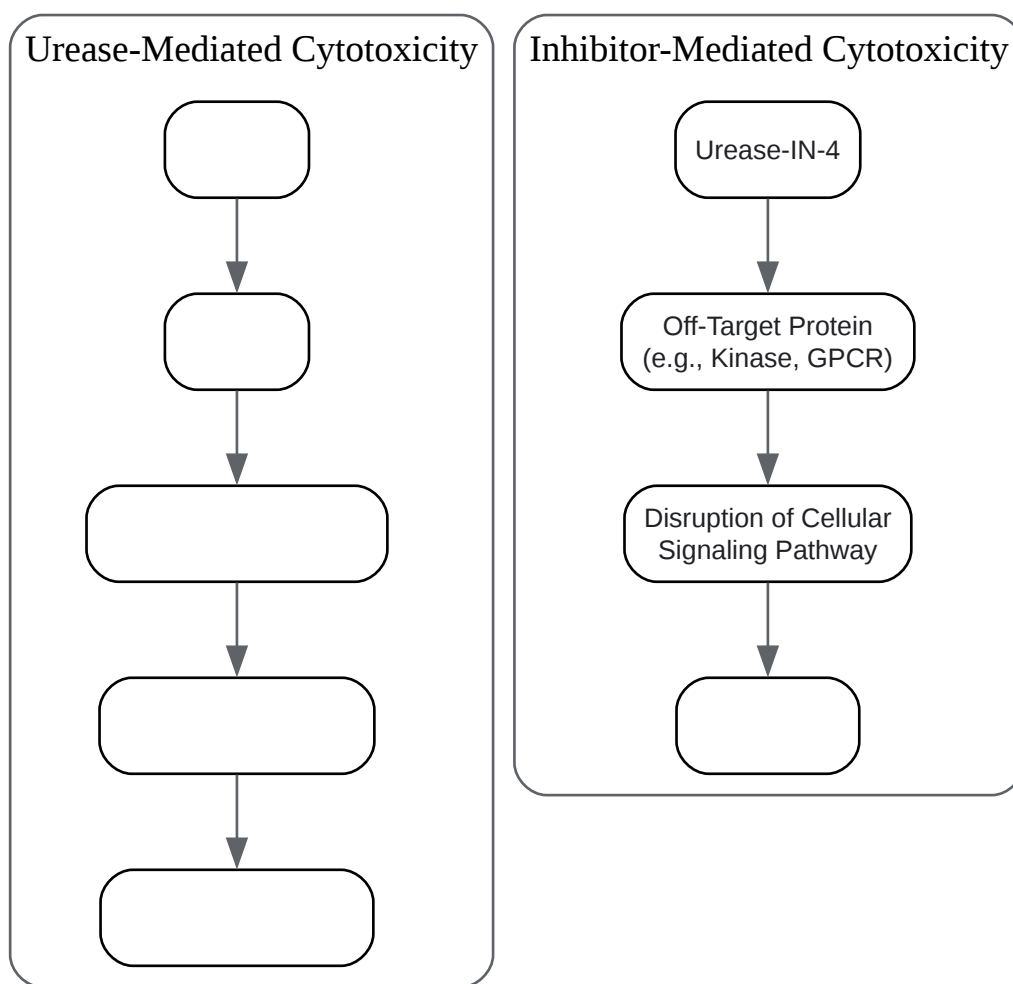 Urease-Mediated Cytotoxicity
Inhibitor-Mediated Cytotoxicity
Urease-IN-4
Off-Target Protein
(e.g., Kinase, GPCR)
Disruption of Cellular
Signaling Pathway